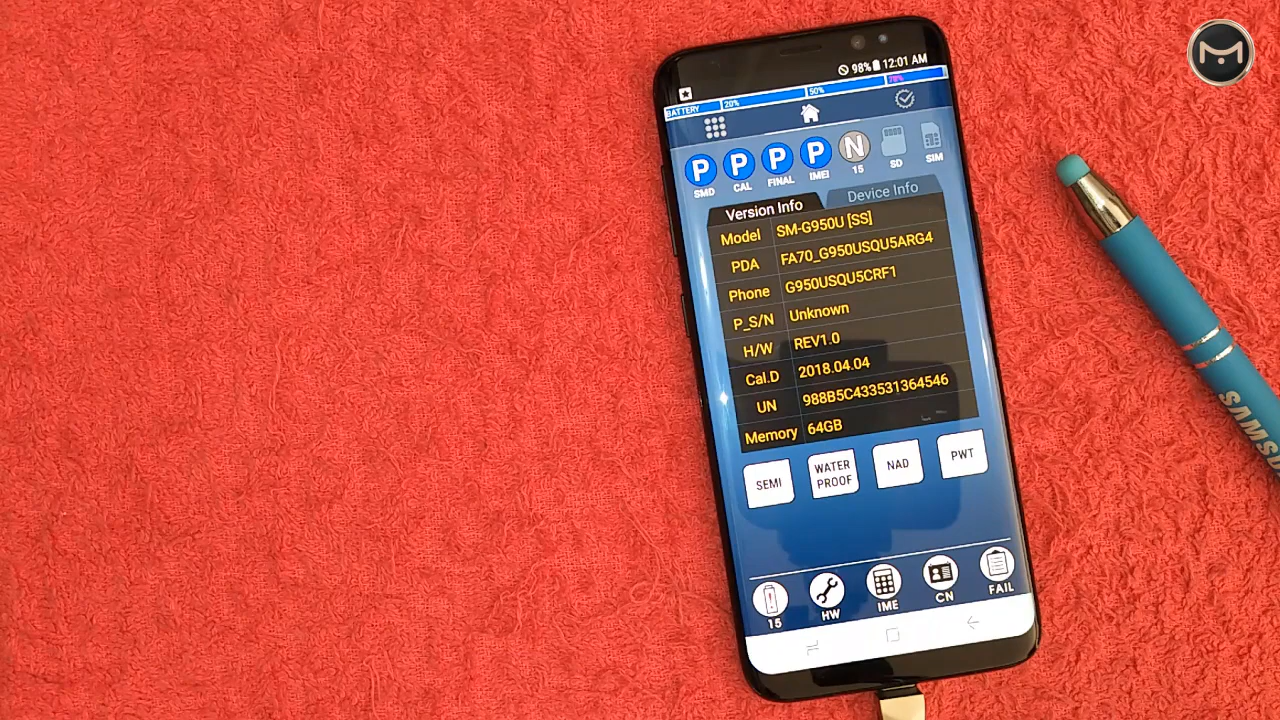 98% 12:01 AM
BATTERY 20% 50% 70%
P P P P N
SMD CAL FINAL IMEI 15 SD SIM
Version Info Device Info
Model SM-G950U [SS]
PDA FA70_G950USQU5ARG4
Phone G950USQU5CRF1
P_S/N Unknown
H/W REV1.0
Cal.D 2018.04.04
UN 988B5C433531364546
Memory 64GB
SEMI WATER PROOF NAD PWT
15 HW IME CN FAIL
M